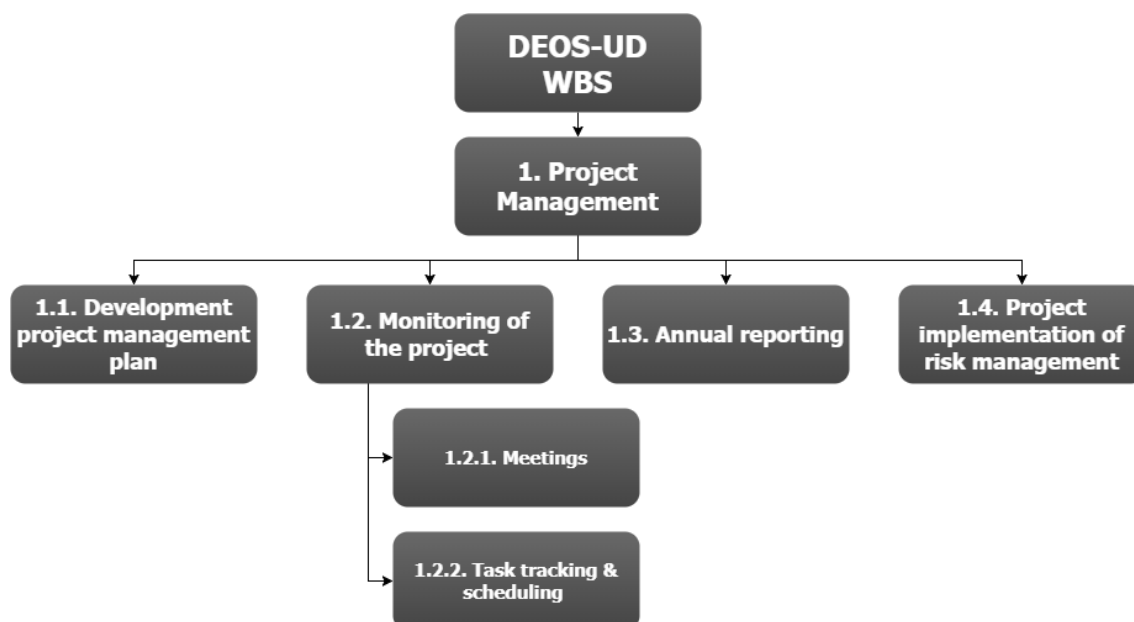 DEOS-UD
WBS
1. Project
Management
1.1. Development
project management
plan
1.2. Monitoring of
the project
1.3. Annual reporting
1.4. Project
implementation of
risk management
1.2.1. Meetings
1.2.2. Task tracking &
scheduling